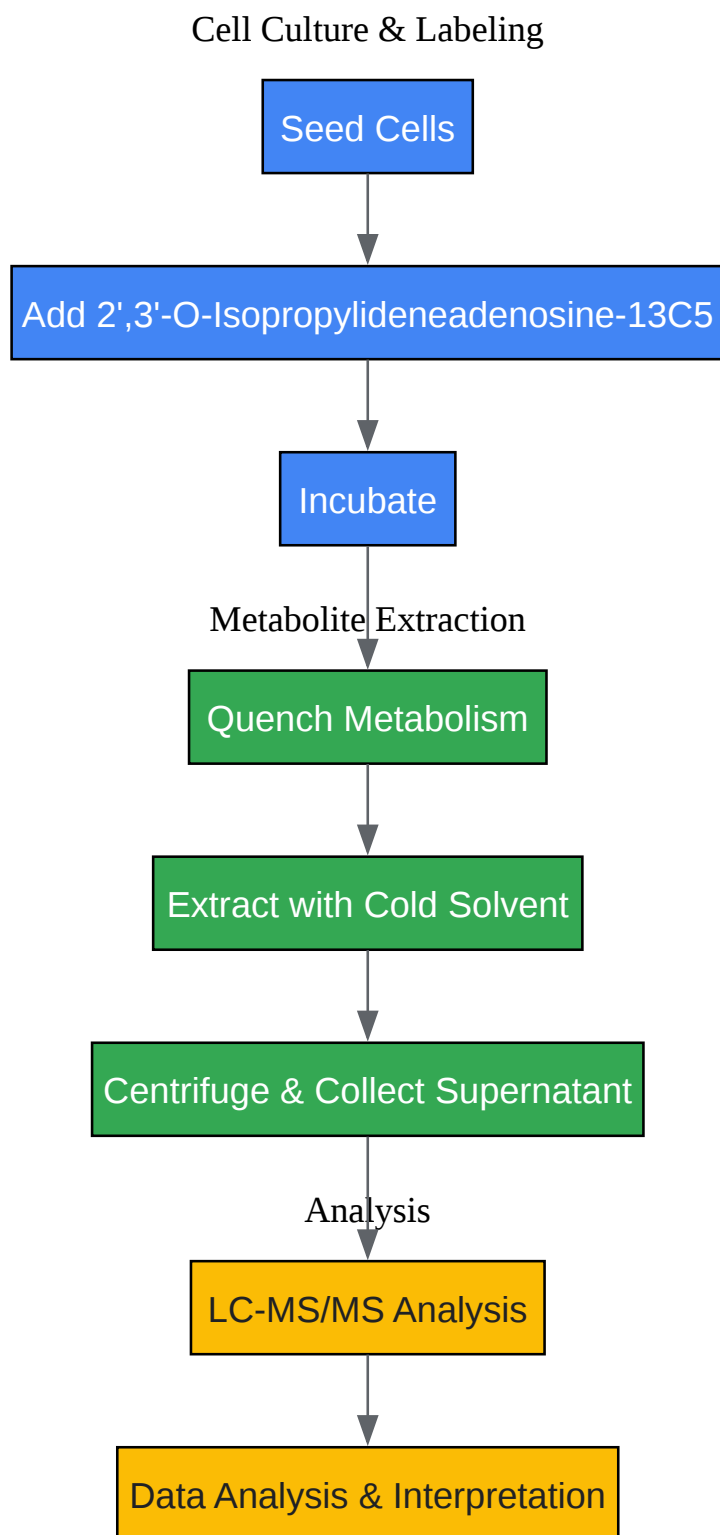 Cell Culture & Labeling
Seed Cells
Add 2',3'-O-Isopropylideneadenosine-13C5
Incubate
Metabolite Extraction
Quench Metabolism
Extract with Cold Solvent
Centrifuge & Collect Supernatant
Analysis
LC-MS/MS Analysis
Data Analysis & Interpretation